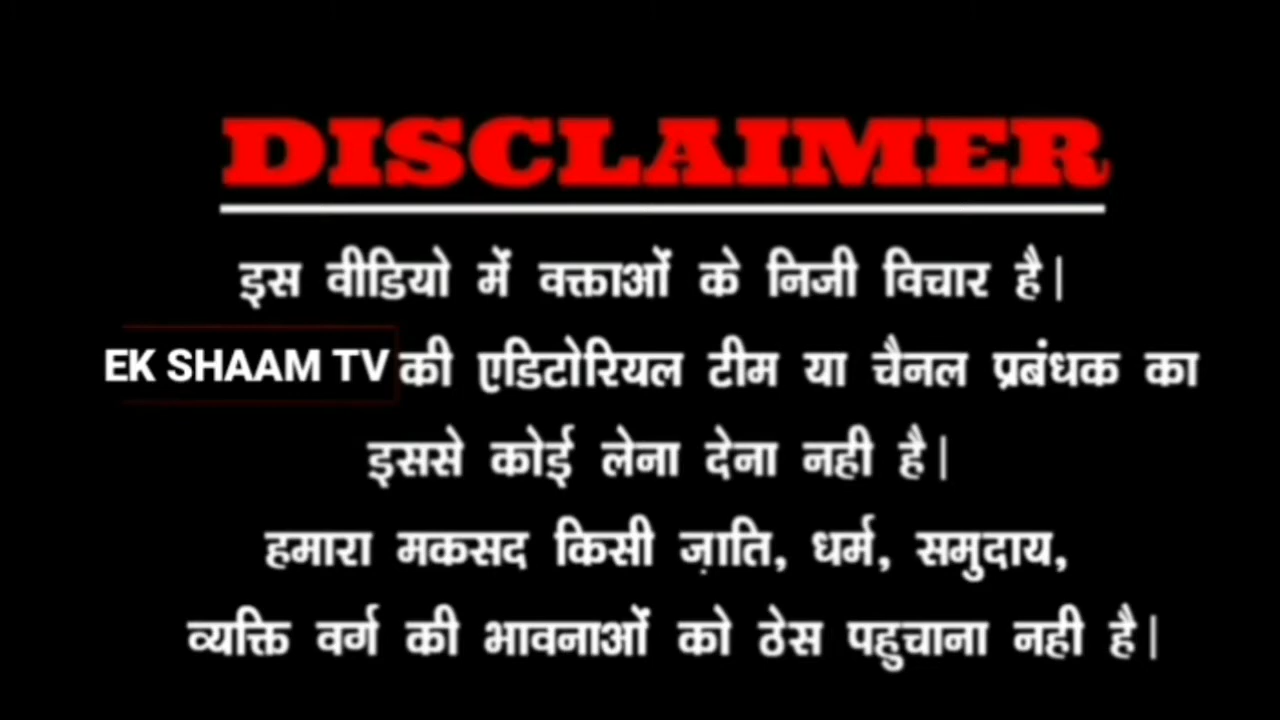 DISCLAIMER
इस वीडियो में वक्ताओं के निजी विचार है|
EK SHAAM TV की एडिटोरियल टीम या चैनल प्रबंधक का
इससे कोई लेना देना नही है|
हमारा मकसद किसी ज़ाति, धर्म, समुदाय,
व्यक्ति वर्ग की भावनाओं को ठेस पहुचाना नही है|